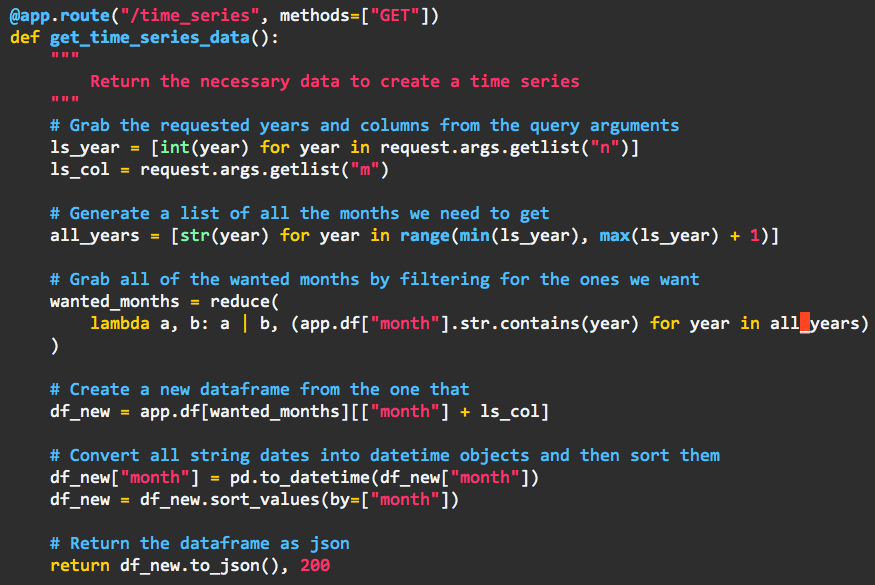 @app.route("/time_series", methods=["GET"])
def get_time_series_data():
    """
        Return the necessary data to create a time series
    """
    # Grab the requested years and columns from the query arguments
    ls_year = [int(year) for year in request.args.getlist("n")]
    ls_col = request.args.getlist("m")

    # Generate a list of all the months we need to get
    all_years = [str(year) for year in range(min(ls_year), max(ls_year) + 1)]

    # Grab all of the wanted months by filtering for the ones we want
    wanted_months = reduce(
        lambda a, b: a | b, (app.df["month"].str.contains(year) for year in all_years)
    )

    # Create a new dataframe from the one that
    df_new = app.df[wanted_months][["month"] + ls_col]

    # Convert all string dates into datetime objects and then sort them
    df_new["month"] = pd.to_datetime(df_new["month"])
    df_new = df_new.sort_values(by=["month"])

    # Return the dataframe as json
    return df_new.to_json(), 200